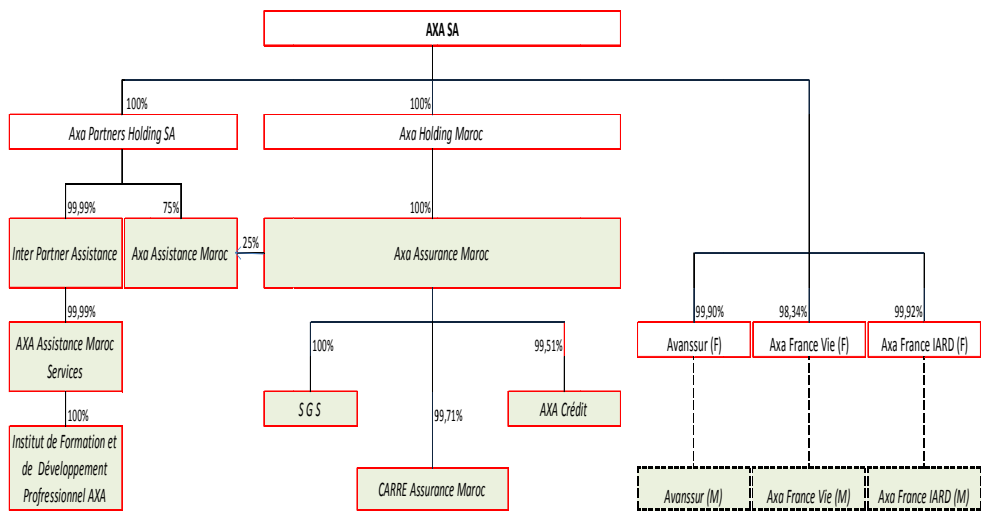 AXA SA
100%
100%
Axa Partners Holding SA
Axa Holding Maroc
99,99%
75%
100%
Inter Partner Assistance
Axa Assistance Maroc
25%
Axa Assurance Maroc
99,99%
99,90%
98,34%
99,92%
AXA Assistance Maroc
Services
100%
99,51%
Avanssur (F)
Axa France Vie (F)
Axa France IARD (F)
100%
S G S
99,71%
AXA Crédit
Institut de Formation et
de Développement
Profressionnel AXA
CARRE Assurance Maroc
Avanssur (M)
Axa France Vie (M)
Axa France IARD (M)